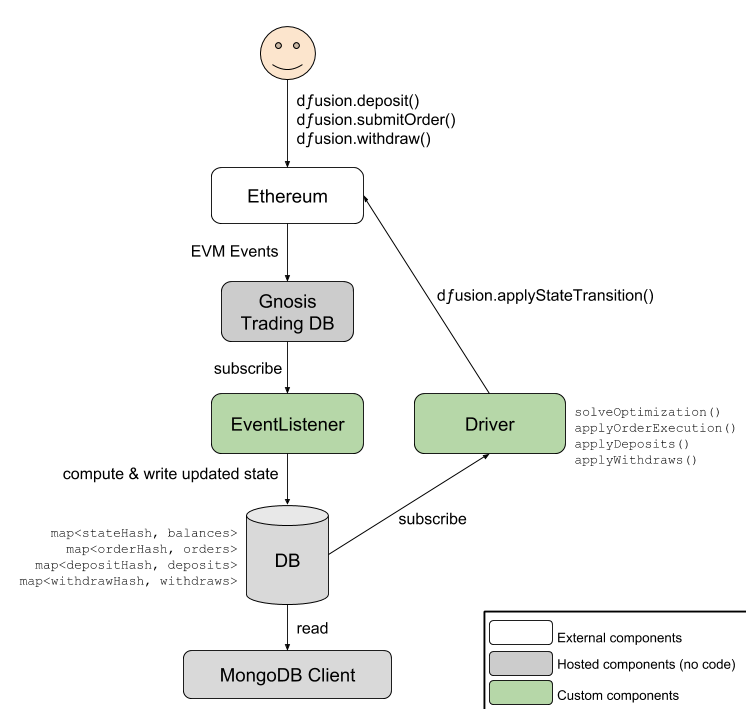 dƒusion.deposit()
dƒusion.submitOrder()
dƒusion.withdraw()
Ethereum
EVM Events
dƒusion.applyStateTransition()
Gnosis
Trading DB
subscribe
EventListener
Driver
solveOptimization()
applyOrderExecution()
applyDeposits()
applyWithdraws()
compute & write updated state
subscribe
map<stateHash, balances>
map<orderHash, orders>
map<depositHash, deposits>
map<withdrawHash, withdraws>
DB
read
MongoDB Client
External components
Hosted components (no code)
Custom components